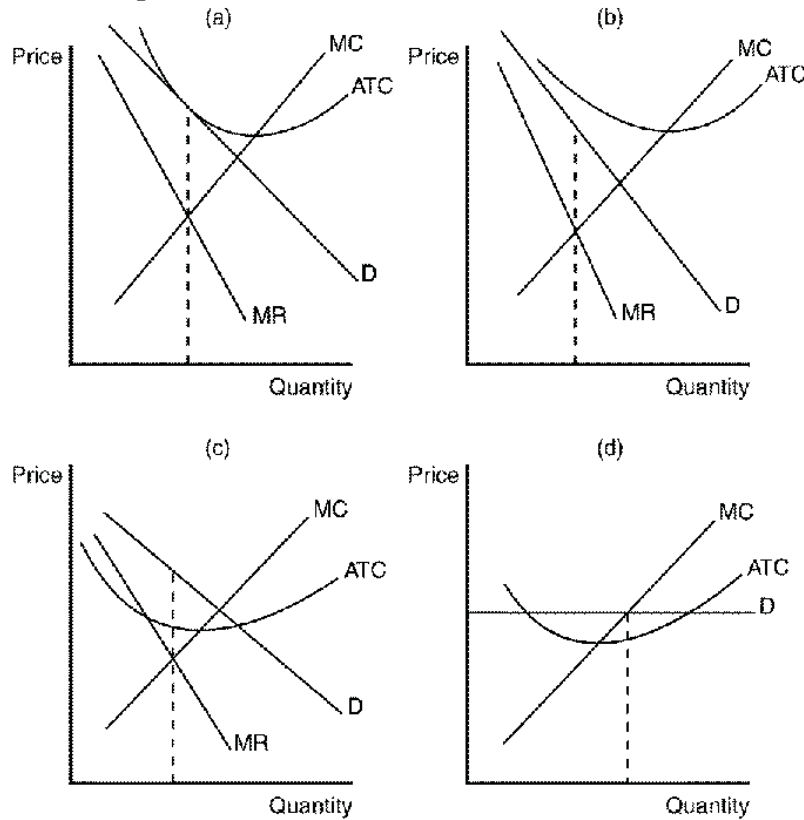 (a)
Price
MC
ATC
D
MR
Quantity
(b)
Price
MC
ATC
D
MR
Quantity
(c)
Price
MC
ATC
D
MR
Quantity
(d)
Price
MC
ATC
D
Quantity